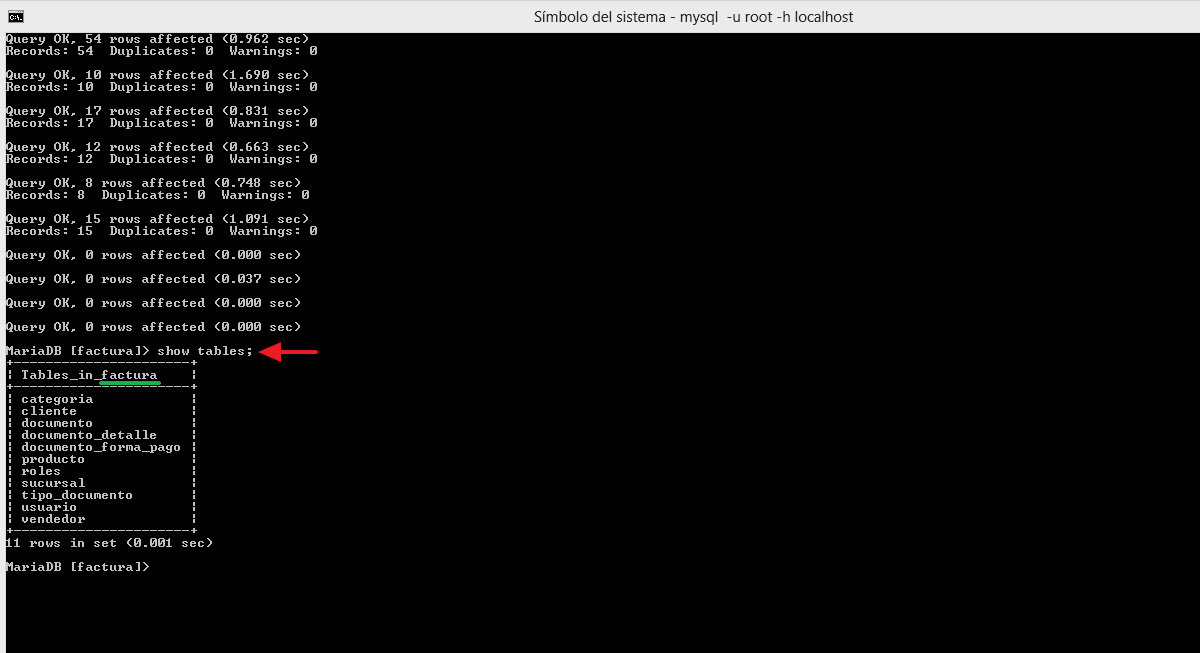 Símbolo del sistema - mysql  -u root -h localhost
Query OK, 54 rows affected (0.962 sec)
Records: 54  Duplicates: 0  Warnings: 0
Query OK, 10 rows affected (1.690 sec)
Records: 10  Duplicates: 0  Warnings: 0
Query OK, 17 rows affected (0.831 sec)
Records: 17  Duplicates: 0  Warnings: 0
Query OK, 12 rows affected (0.663 sec)
Records: 12  Duplicates: 0  Warnings: 0
Query OK, 8 rows affected (0.748 sec)
Records: 8  Duplicates: 0  Warnings: 0
Query OK, 15 rows affected (1.091 sec)
Records: 15  Duplicates: 0  Warnings: 0
Query OK, 0 rows affected (0.000 sec)
Query OK, 0 rows affected (0.037 sec)
Query OK, 0 rows affected (0.000 sec)
Query OK, 0 rows affected (0.000 sec)
MariaDB [factura]> show tables;
+----------------------+
| Tables_in_factura    |
+----------------------+
| categoria            |
| cliente              |
| documento            |
| documento_detalle    |
| documento_forma_pago |
| producto             |
| roles                |
| sucursal             |
| tipo_documento       |
| usuario              |
| vendedor             |
+----------------------+
11 rows in set (0.001 sec)
MariaDB [factura]>